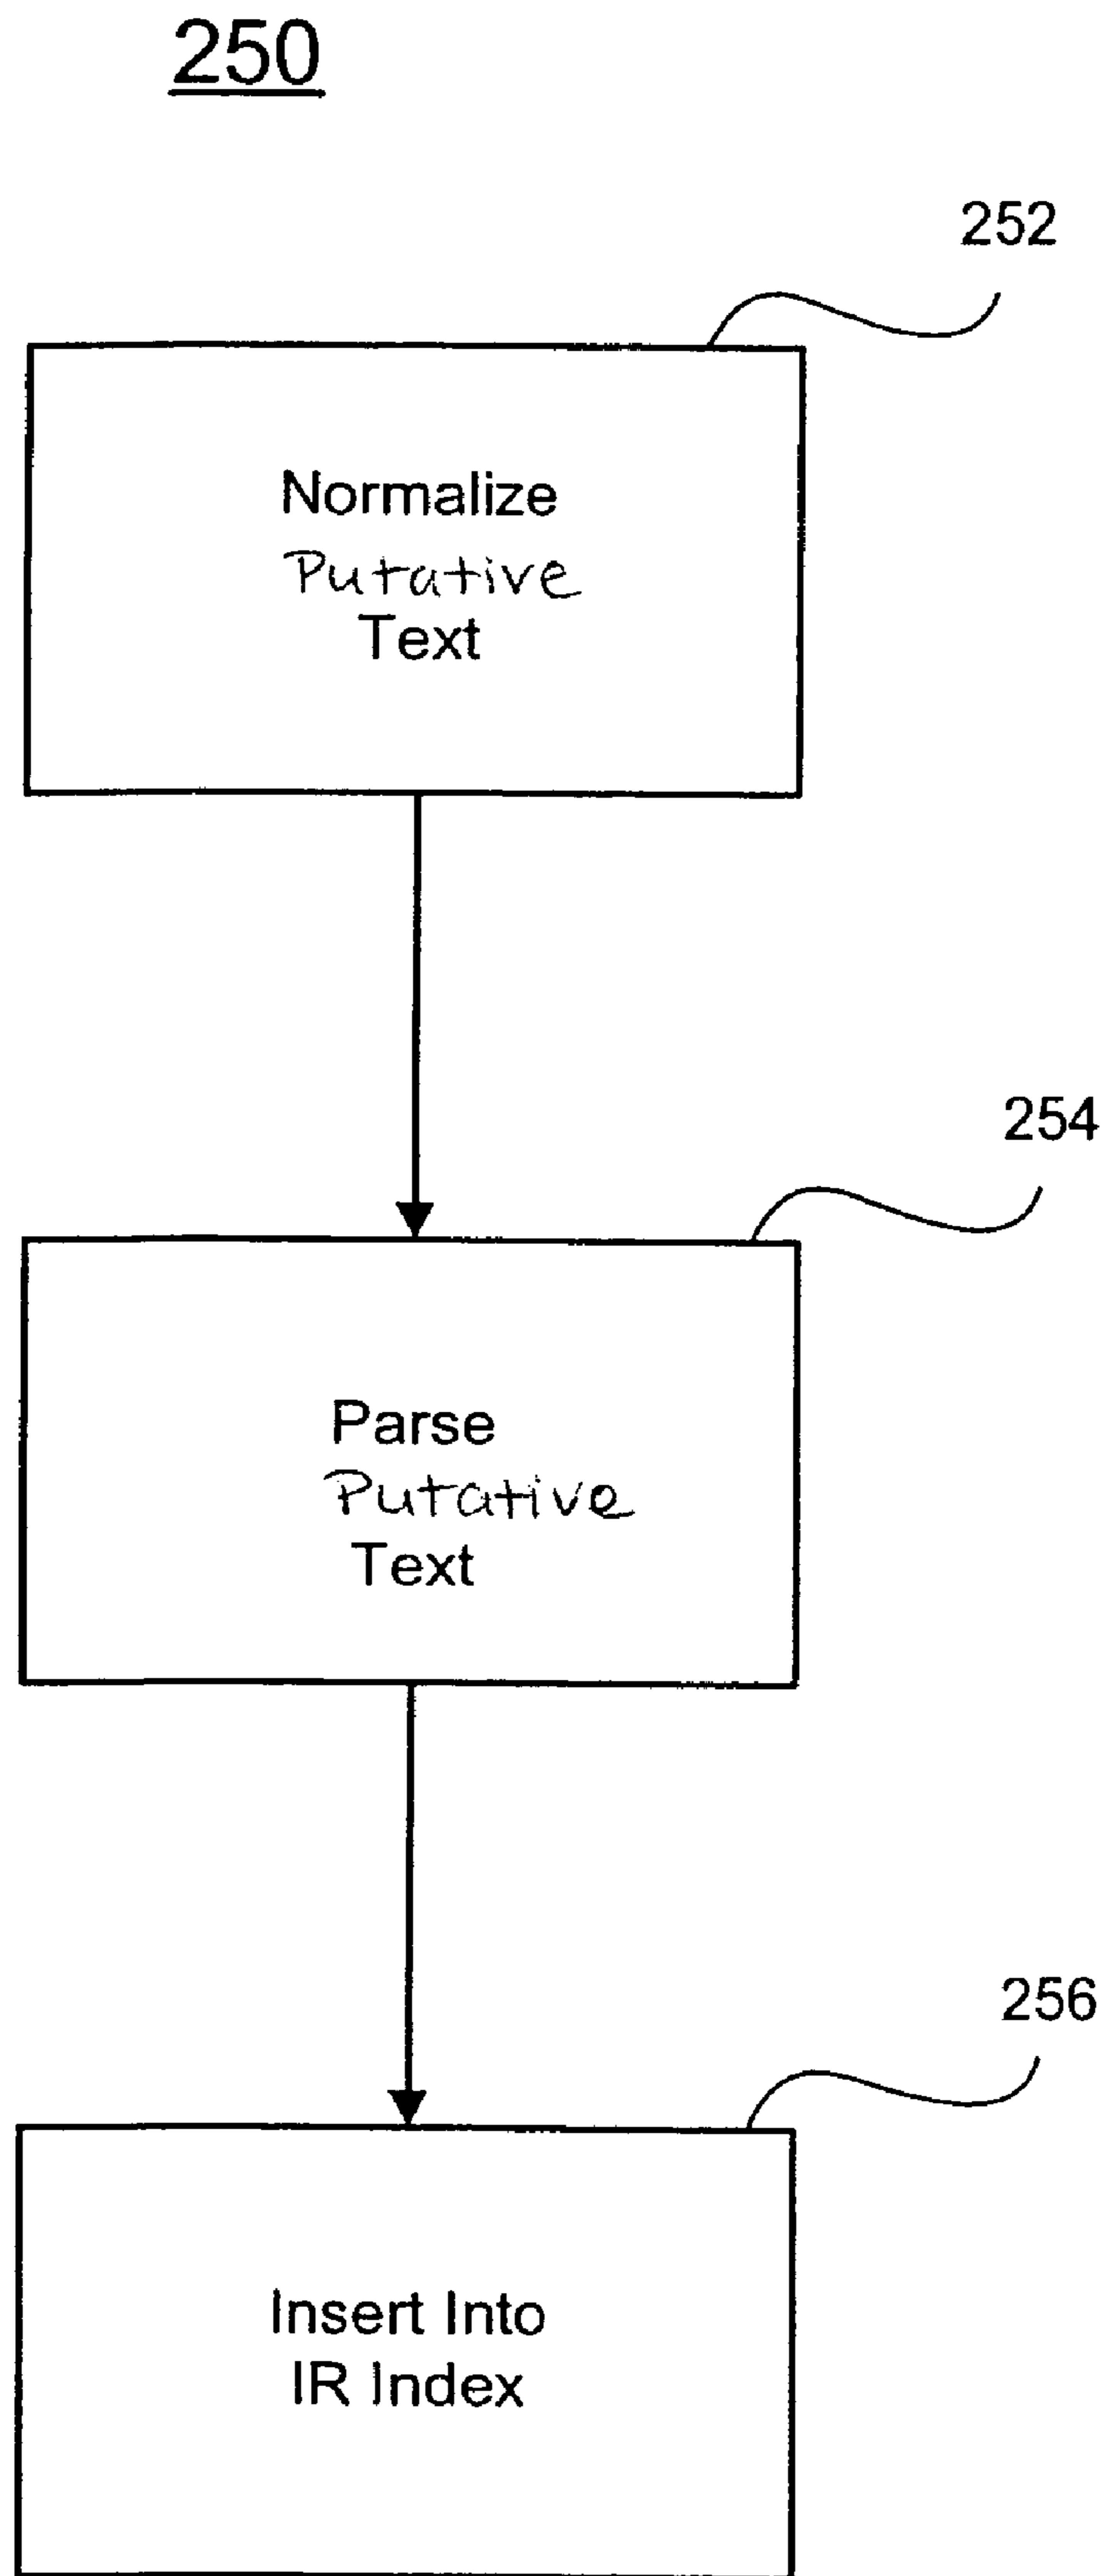 250
252
Normalize
Putative
Text
254
Parse
Putative
Text
256
Insert Into
IR Index